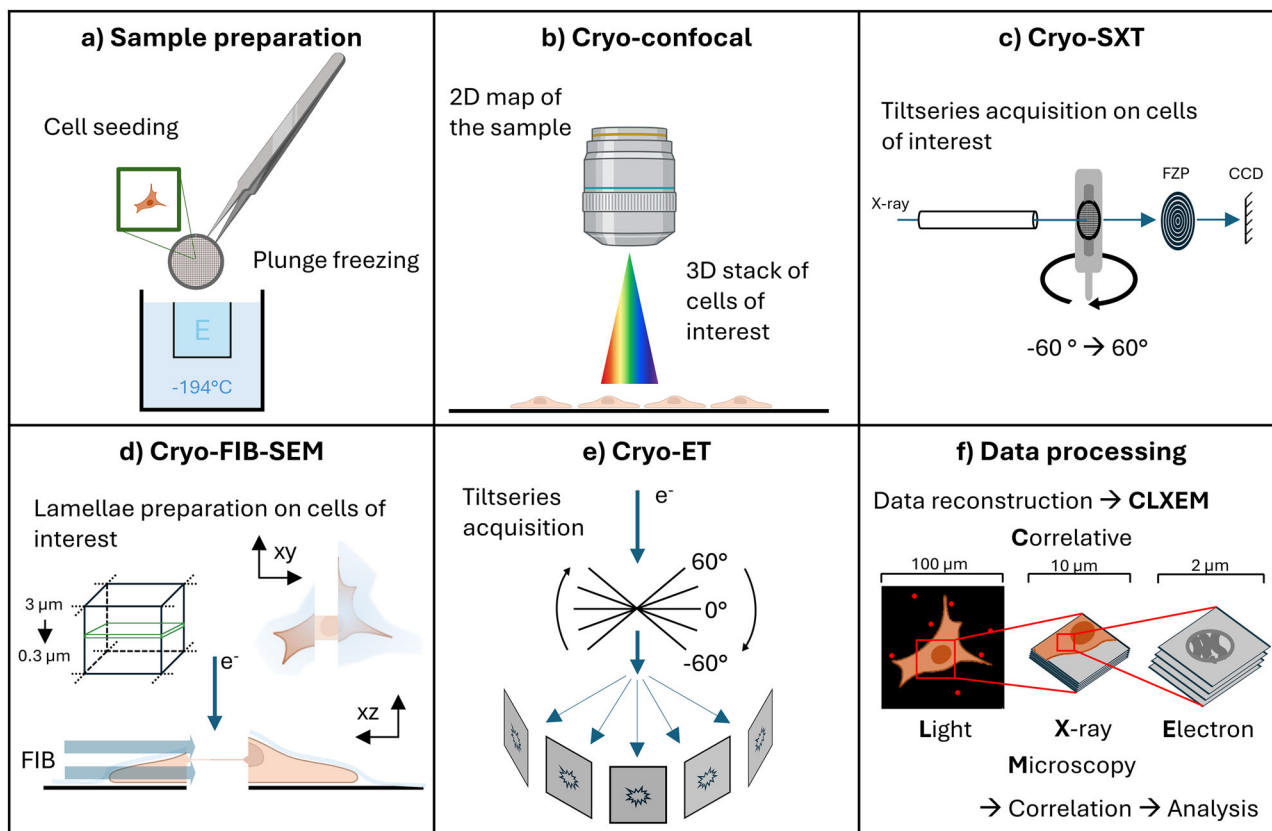 a) Sample preparation
Cell seeding
Plunge freezing
E
-194°C
b) Cryo-confocal
2D map of
the sample
3D stack of
cells of
interest
c) Cryo-SXT
Tiltseries acquisition on cells
of interest
X-ray
FZP
CCD
-60 ° → 60°
d) Cryo-FIB-SEM
Lamellae preparation on cells of
interest
xy
3 µm
0.3 µm
e-
xz
FIB
e) Cryo-ET
Tiltseries
acquisition
e-
60°
0°
-60°
f) Data processing
Data reconstruction → CLXEM
Correlative
100 µm
10 µm
2 µm
Light
X-ray
Electron
Microscopy
→ Correlation → Analysis